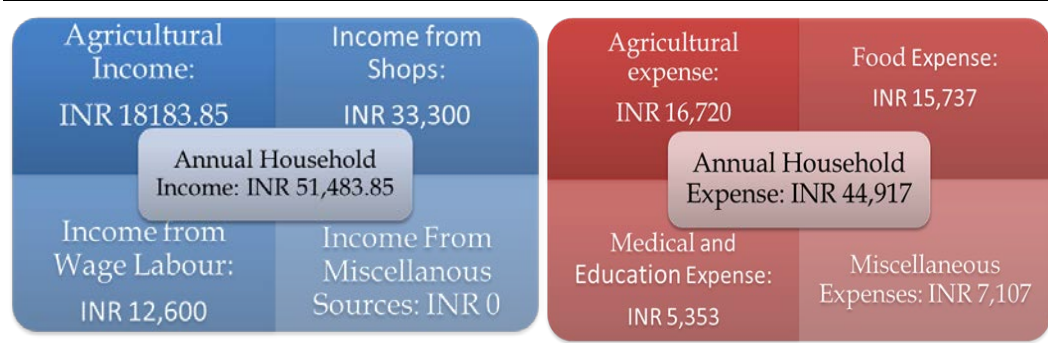 Agricultural
Income:
INR 18183.85
Income from
Shops:
INR 33,300
Annual Household
Income: INR 51,483.85
Income from
Wage Labour:
INR 12,600
Income From
Miscellanous
Sources: INR 0
Agricultural
expense:
INR 16,720
Food Expense:
INR 15,737
Annual Household
Expense: INR 44,917
Medical and
Education Expense:
INR 5,353
Miscellaneous
Expenses: INR 7,107